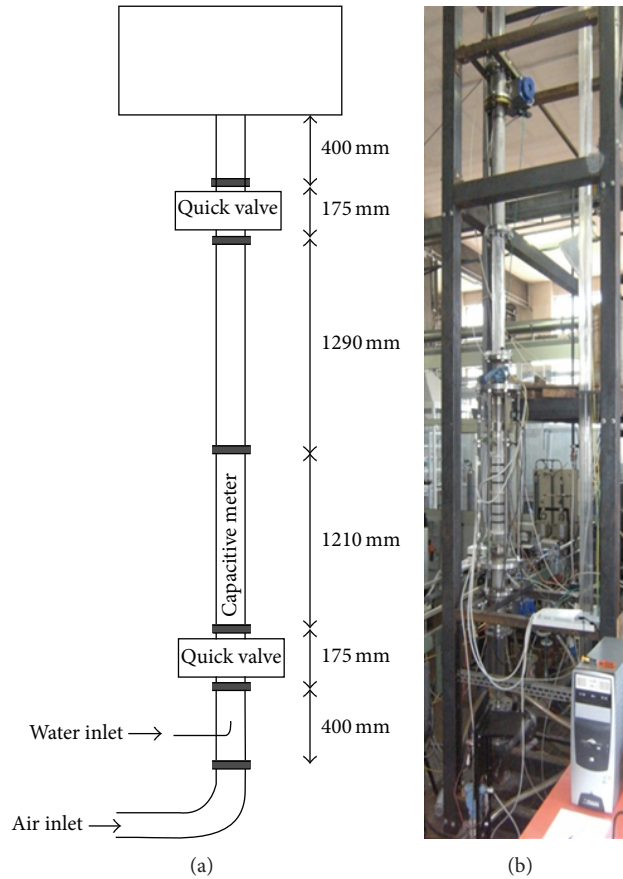 400 mm
Quick valve
175 mm
1290 mm
Capacitive meter
1210 mm
Quick valve
175 mm
Water inlet
400 mm
Air inlet
(a)
(b)